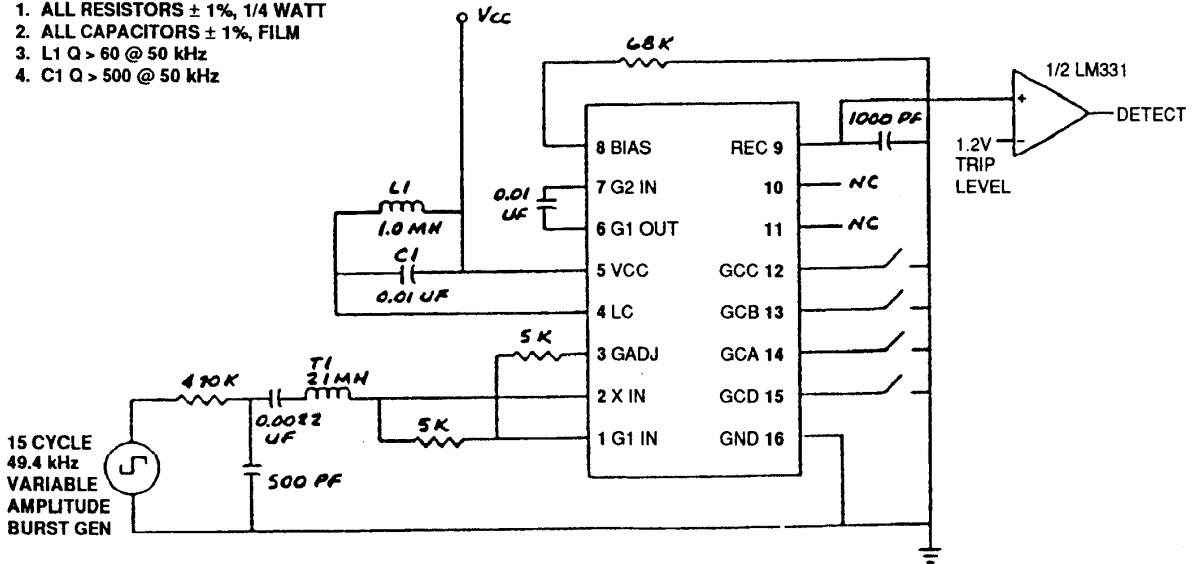 1. ALL RESISTORS ± 1%, 1/4 WATT
2. ALL CAPACITORS ± 1%, FILM
3. L1 Q > 60 @ 50 kHz
4. C1 Q > 500 @ 50 kHz
VCC
68K
1/2 LM331
+
DETECT
1.2V
−
TRIP
LEVEL
1000 PF
8 BIAS
REC 9
7 G2 IN
10
NC
0.01
UF
6 G1 OUT
11
NC
L1
1.0 MH
C1
0.01 UF
5 VCC
GCC 12
4 LC
GCB 13
5K
3 GADJ
GCA 14
T1
21MH
490K
0.0022
UF
2 X IN
GCD 15
5K
1 G1 IN
GND 16
500 PF
15 CYCLE
49.4 kHz
VARIABLE
AMPLITUDE
BURST GEN